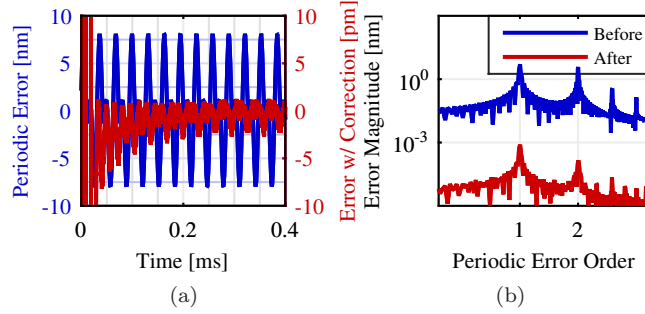 Periodic Error [nm]
10
5
0
-5
-10
0
0.2
0.4
Time [ms]
10
5
0
-5
-10
Error w/ Correction [pm]
(a)
Error Magnitude [nm]
10^0
10^-3
Before
After
1
2
Periodic Error Order
(b)